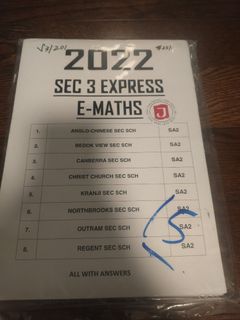 2022
SEC 3 EXPRESS
E-MATHS
1. ANGLO-CHINESE SEC SCH SA2
2. BEDOK VIEW SEC SCH SA2
3. CANBERRA SEC SCH SA2
4. CHRIST CHURCH SEC SCH SA2
5. KRANJI SEC SCH SA2
6. NORTHBROOKS SEC SCH SA2
7. OUTRAM SEC SCH SA2
8. REGENT SEC SCH SA2
ALL WITH ANSWERS